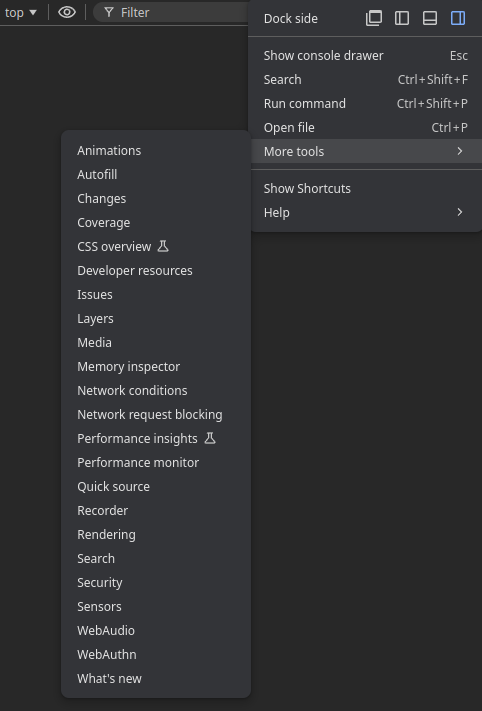 top
Filter
Dock side
Show console drawer Esc
Search Ctrl+Shift+F
Run command Ctrl+Shift+P
Open file Ctrl+P
More tools
Show Shortcuts
Help
Animations
Autofill
Changes
Coverage
CSS overview
Developer resources
Issues
Layers
Media
Memory inspector
Network conditions
Network request blocking
Performance insights
Performance monitor
Quick source
Recorder
Rendering
Search
Security
Sensors
WebAudio
WebAuthn
What's new